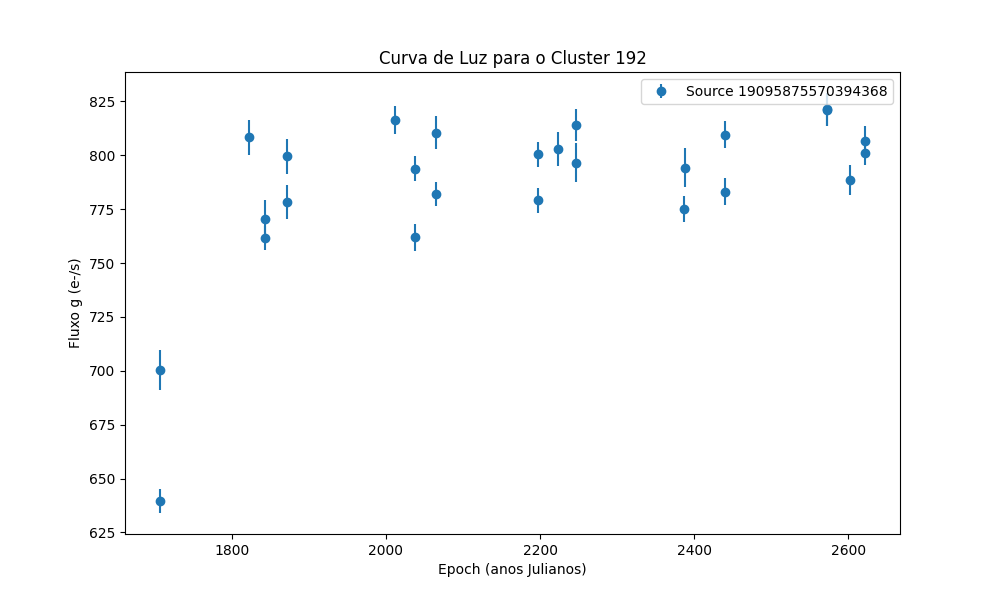 Curva de Luz para o Cluster 192
Source 19095875570394368
Fluxo g (e-/s)
825
800
775
750
725
700
675
650
625
1800 2000 2200 2400 2600
Epoch (anos Julianos)